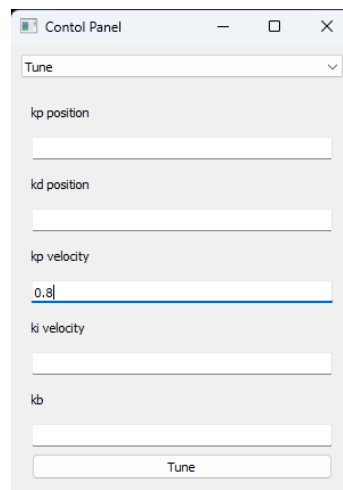 Contol Panel
Tune
kp position
kd position
kp velocity
0.8
ki velocity
kb
Tune